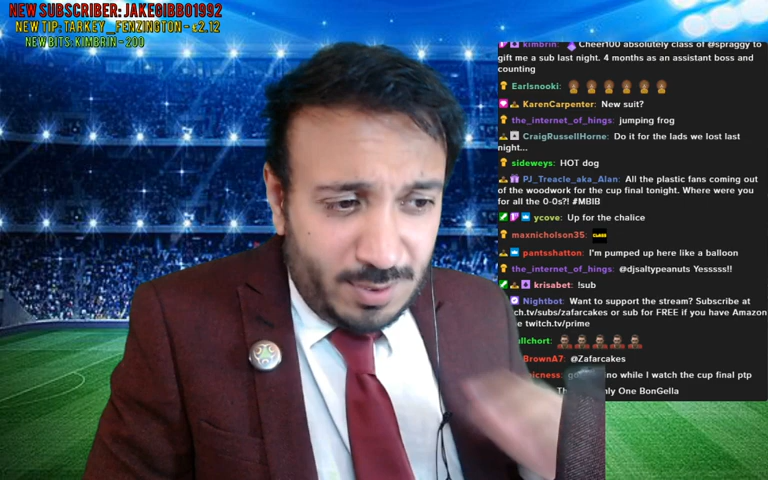 NEW SUBSCRIBER: JAKEGIBBO1992
NEW TIP: TARKEY_FENZINGTON - £2.12
NEW BITS: KIMBRIN - 200
kimbrin: Cheer100 absolutely class of @spraggy to
gift me a sub last night. 4 months as an assistant boss and
counting
Earlsnooki:
KarenCarpenter: New suit?
the_internet_of_hings: jumping frog
CraigRussellHorne: Do it for the lads we lost last
night...
sideweys: HOT dog
PJ_Treacle_aka_Alan: All the plastic fans coming out
of the woodwork for the cup final tonight. Where were you
for all the 0-0s?! #MBIB
ycove: Up for the chalice
maxnicholson35: CLASS
pantsshatton: I'm pumped up here like a balloon
the_internet_of_hings: @djsaltypeanuts Yesssss!!
krisabet: !sub
Nightbot: Want to support the stream? Subscribe at
ch.tv/subs/zafarcakes or sub for FREE if you have Amazon
e twitch.tv/prime
ullchort:
BrownA7: @Zafarcakes
icness: no while I watch the cup final ptp
nly One BonGella